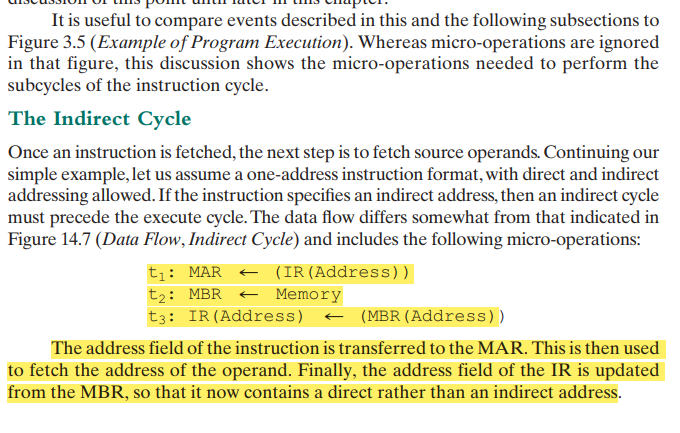 discussion of this point until later in this chapter.
It is useful to compare events described in this and the following subsections to
Figure 3.5 (Example of Program Execution). Whereas micro-operations are ignored
in that figure, this discussion shows the micro-operations needed to perform the
subcycles of the instruction cycle.
The Indirect Cycle
Once an instruction is fetched, the next step is to fetch source operands. Continuing our
simple example, let us assume a one-address instruction format, with direct and indirect
addressing allowed. If the instruction specifies an indirect address, then an indirect cycle
must precede the execute cycle. The data flow differs somewhat from that indicated in
Figure 14.7 (Data Flow, Indirect Cycle) and includes the following micro-operations:
t₁: MAR ← (IR(Address))
t₂: MBR ← Memory
t₃: IR(Address) ← (MBR(Address))
The address field of the instruction is transferred to the MAR. This is then used
to fetch the address of the operand. Finally, the address field of the IR is updated
from the MBR, so that it now contains a direct rather than an indirect address.